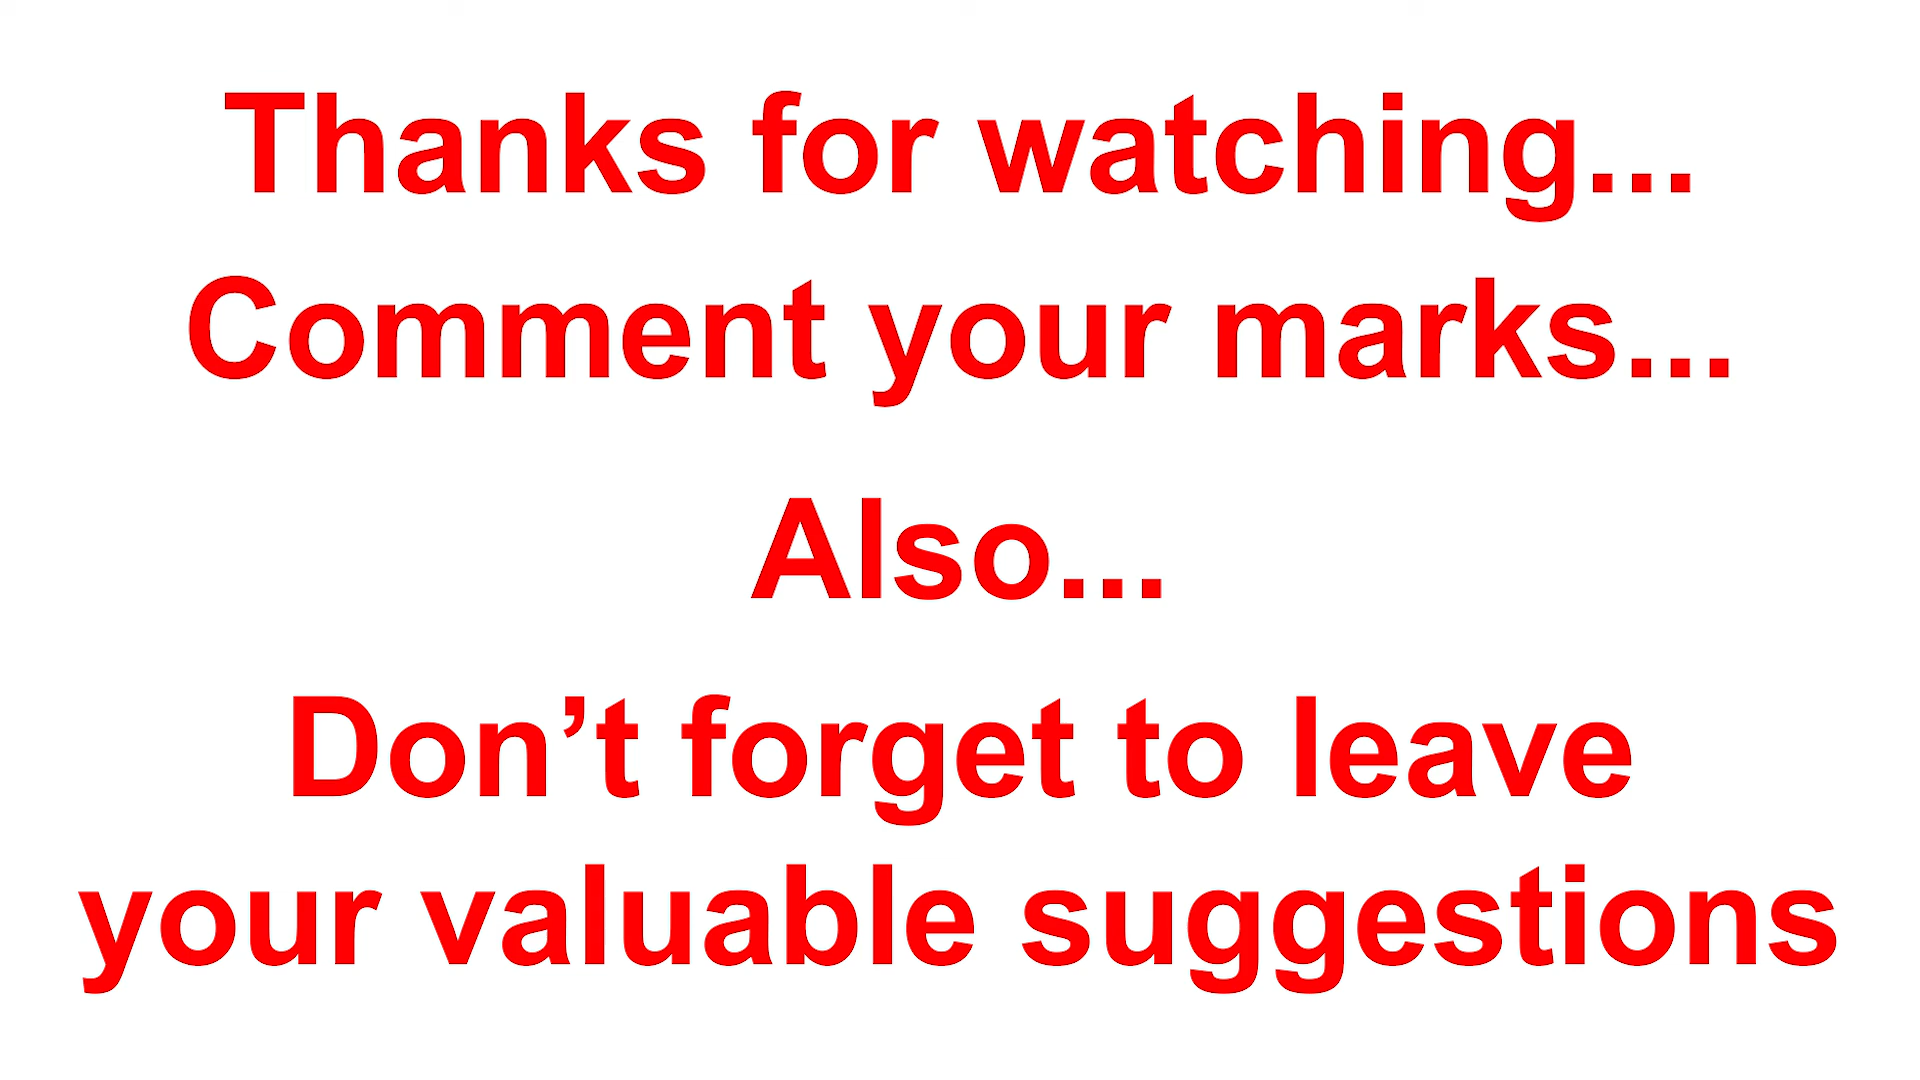 Thanks for watching...
Comment your marks...
Also...
Don’t forget to leave
your valuable suggestions